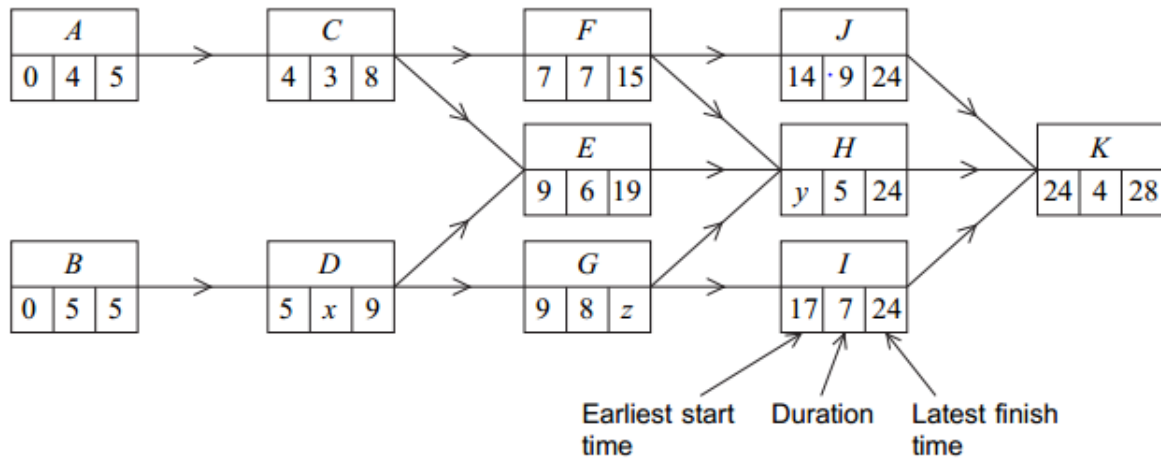 A C F J
0 4 5 4 3 8 7 7 15 14 9 24
E H K
9 6 19 y 5 24 24 4 28
B D G I
0 5 5 5 x 9 9 8 z 17 7 24
Earliest start time
Duration
Latest finish time